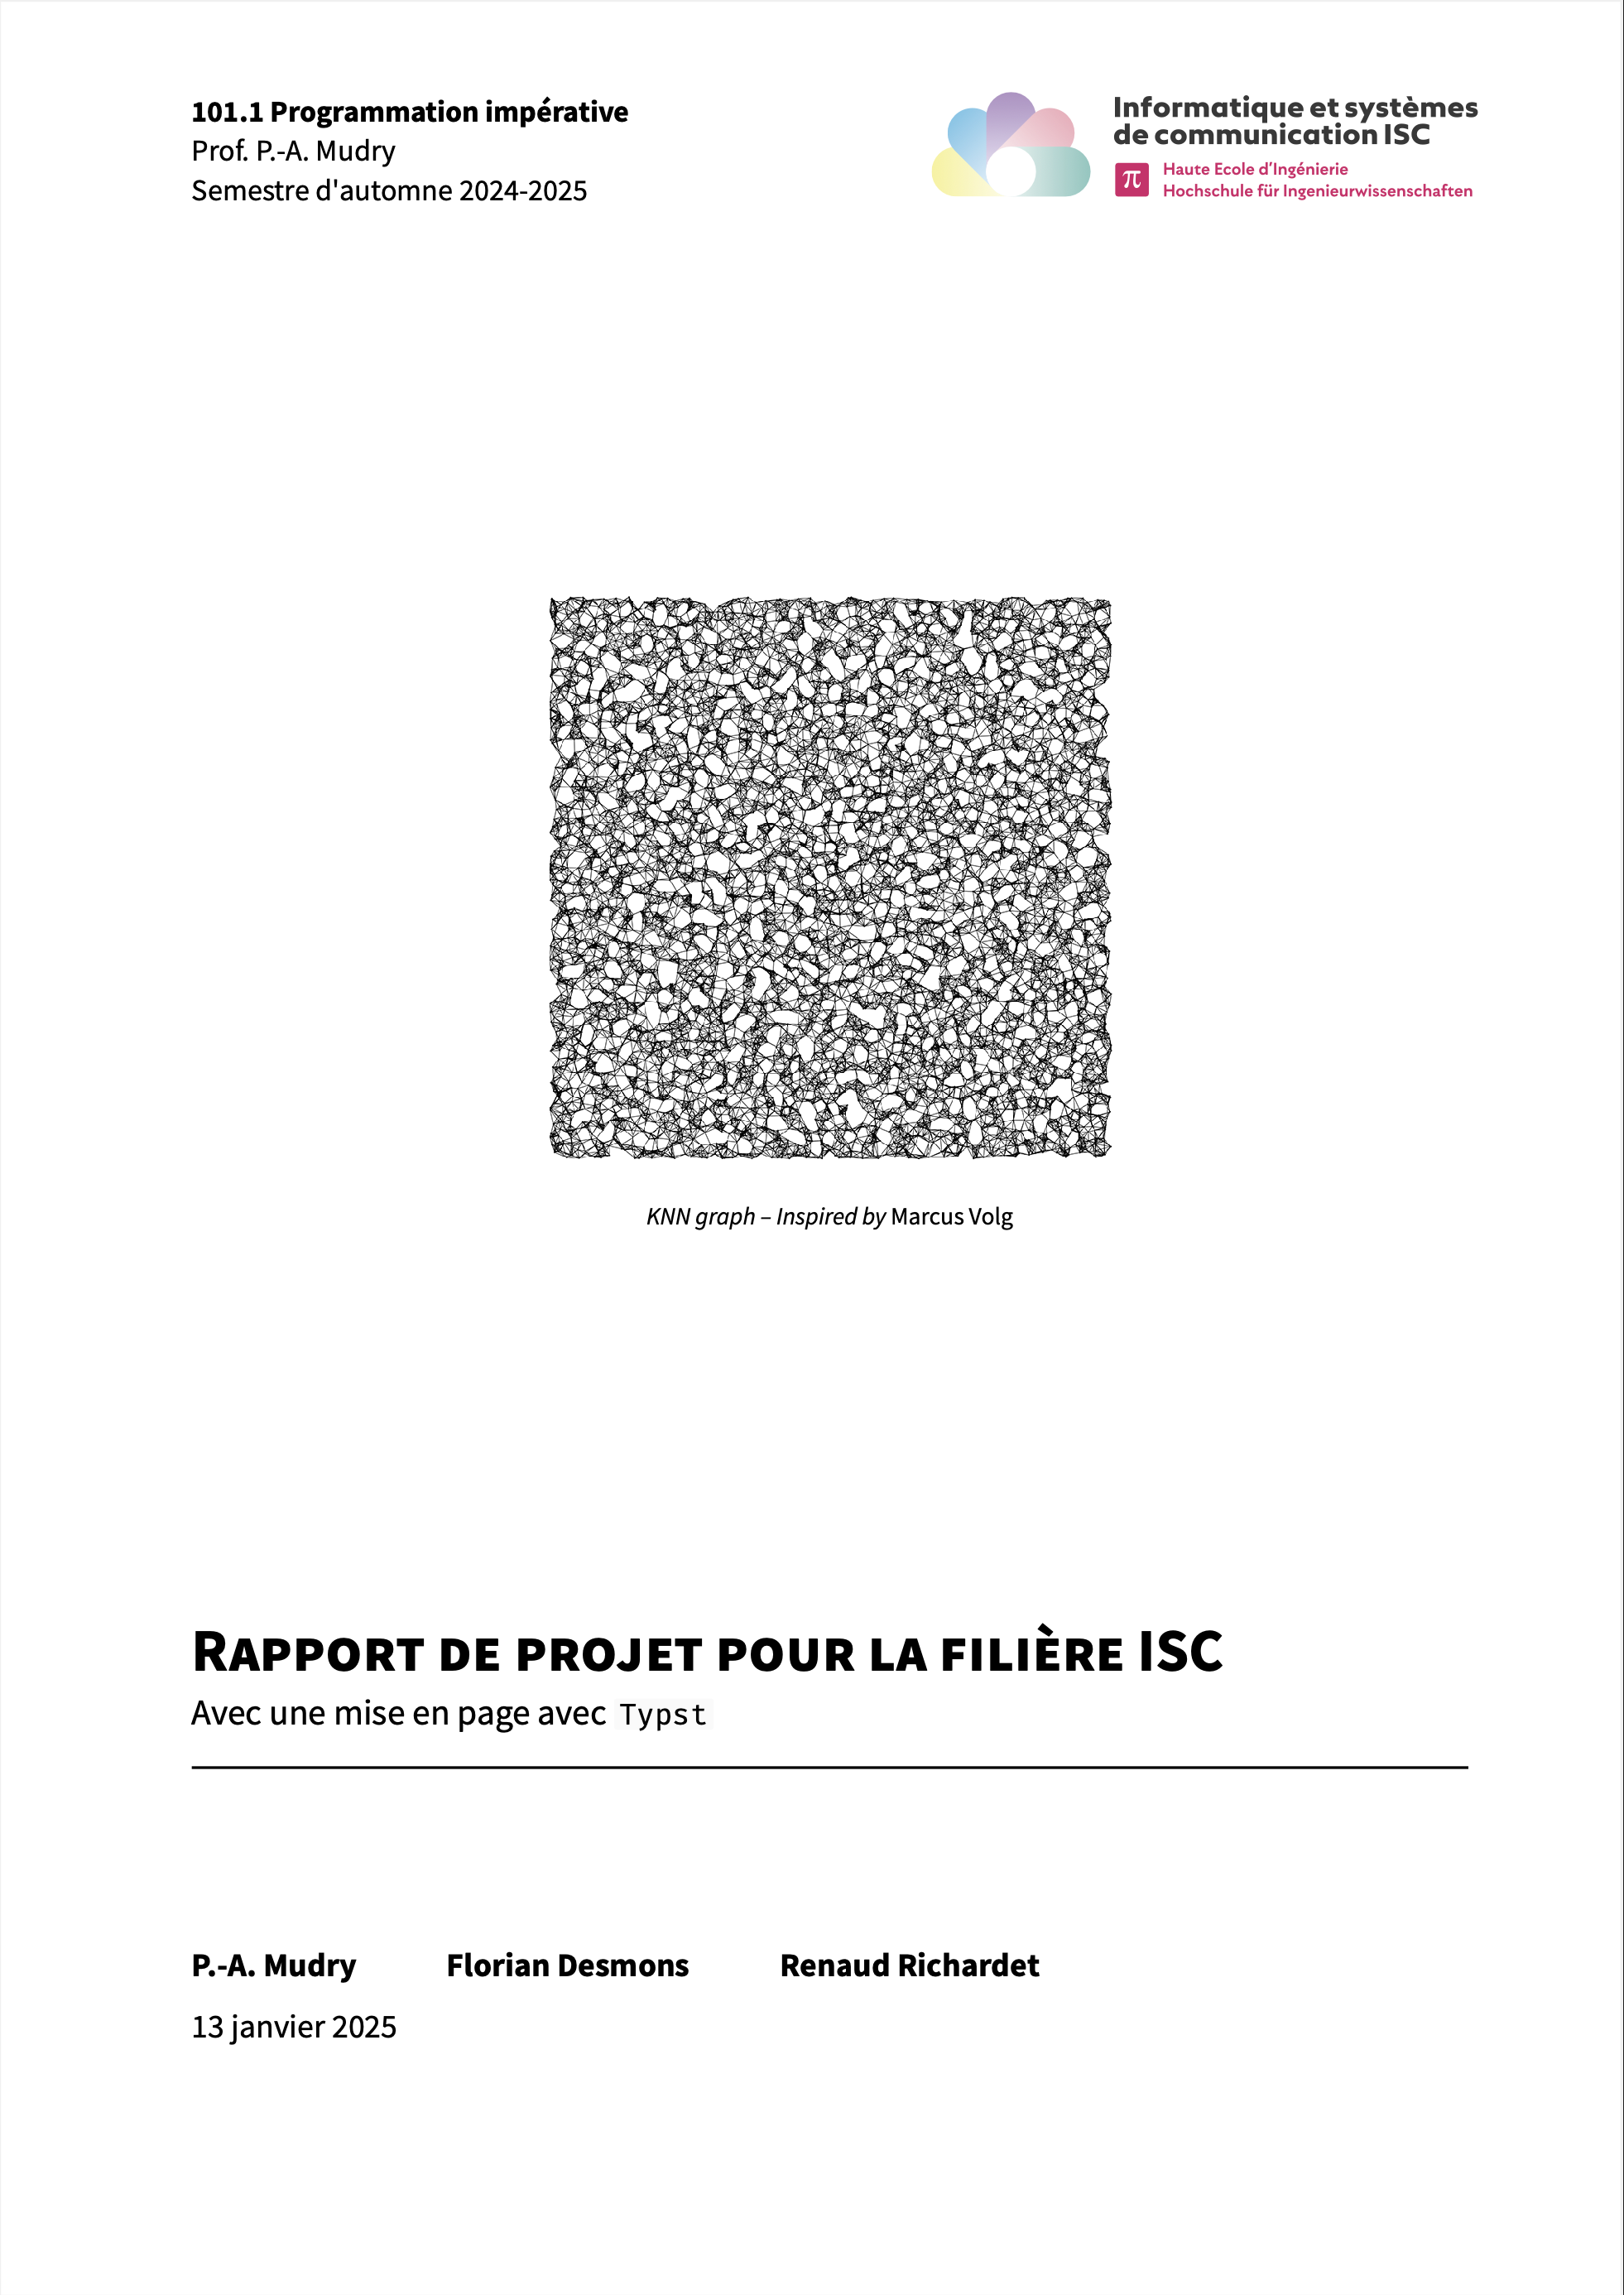 101.1 Programmation impérative
Prof. P.-A. Mudry
Semestre d'automne 2024-2025
Informatique et systèmes
de communication ISC
π
Haute Ecole d'Ingénierie
Hochschule für Ingenieurwissenschaften
KNN graph – Inspired by Marcus Volg
Rapport de projet pour la filière ISC
Avec une mise en page avec Typst
P.-A. Mudry Florian Desmons Renaud Richardet
13 janvier 2025